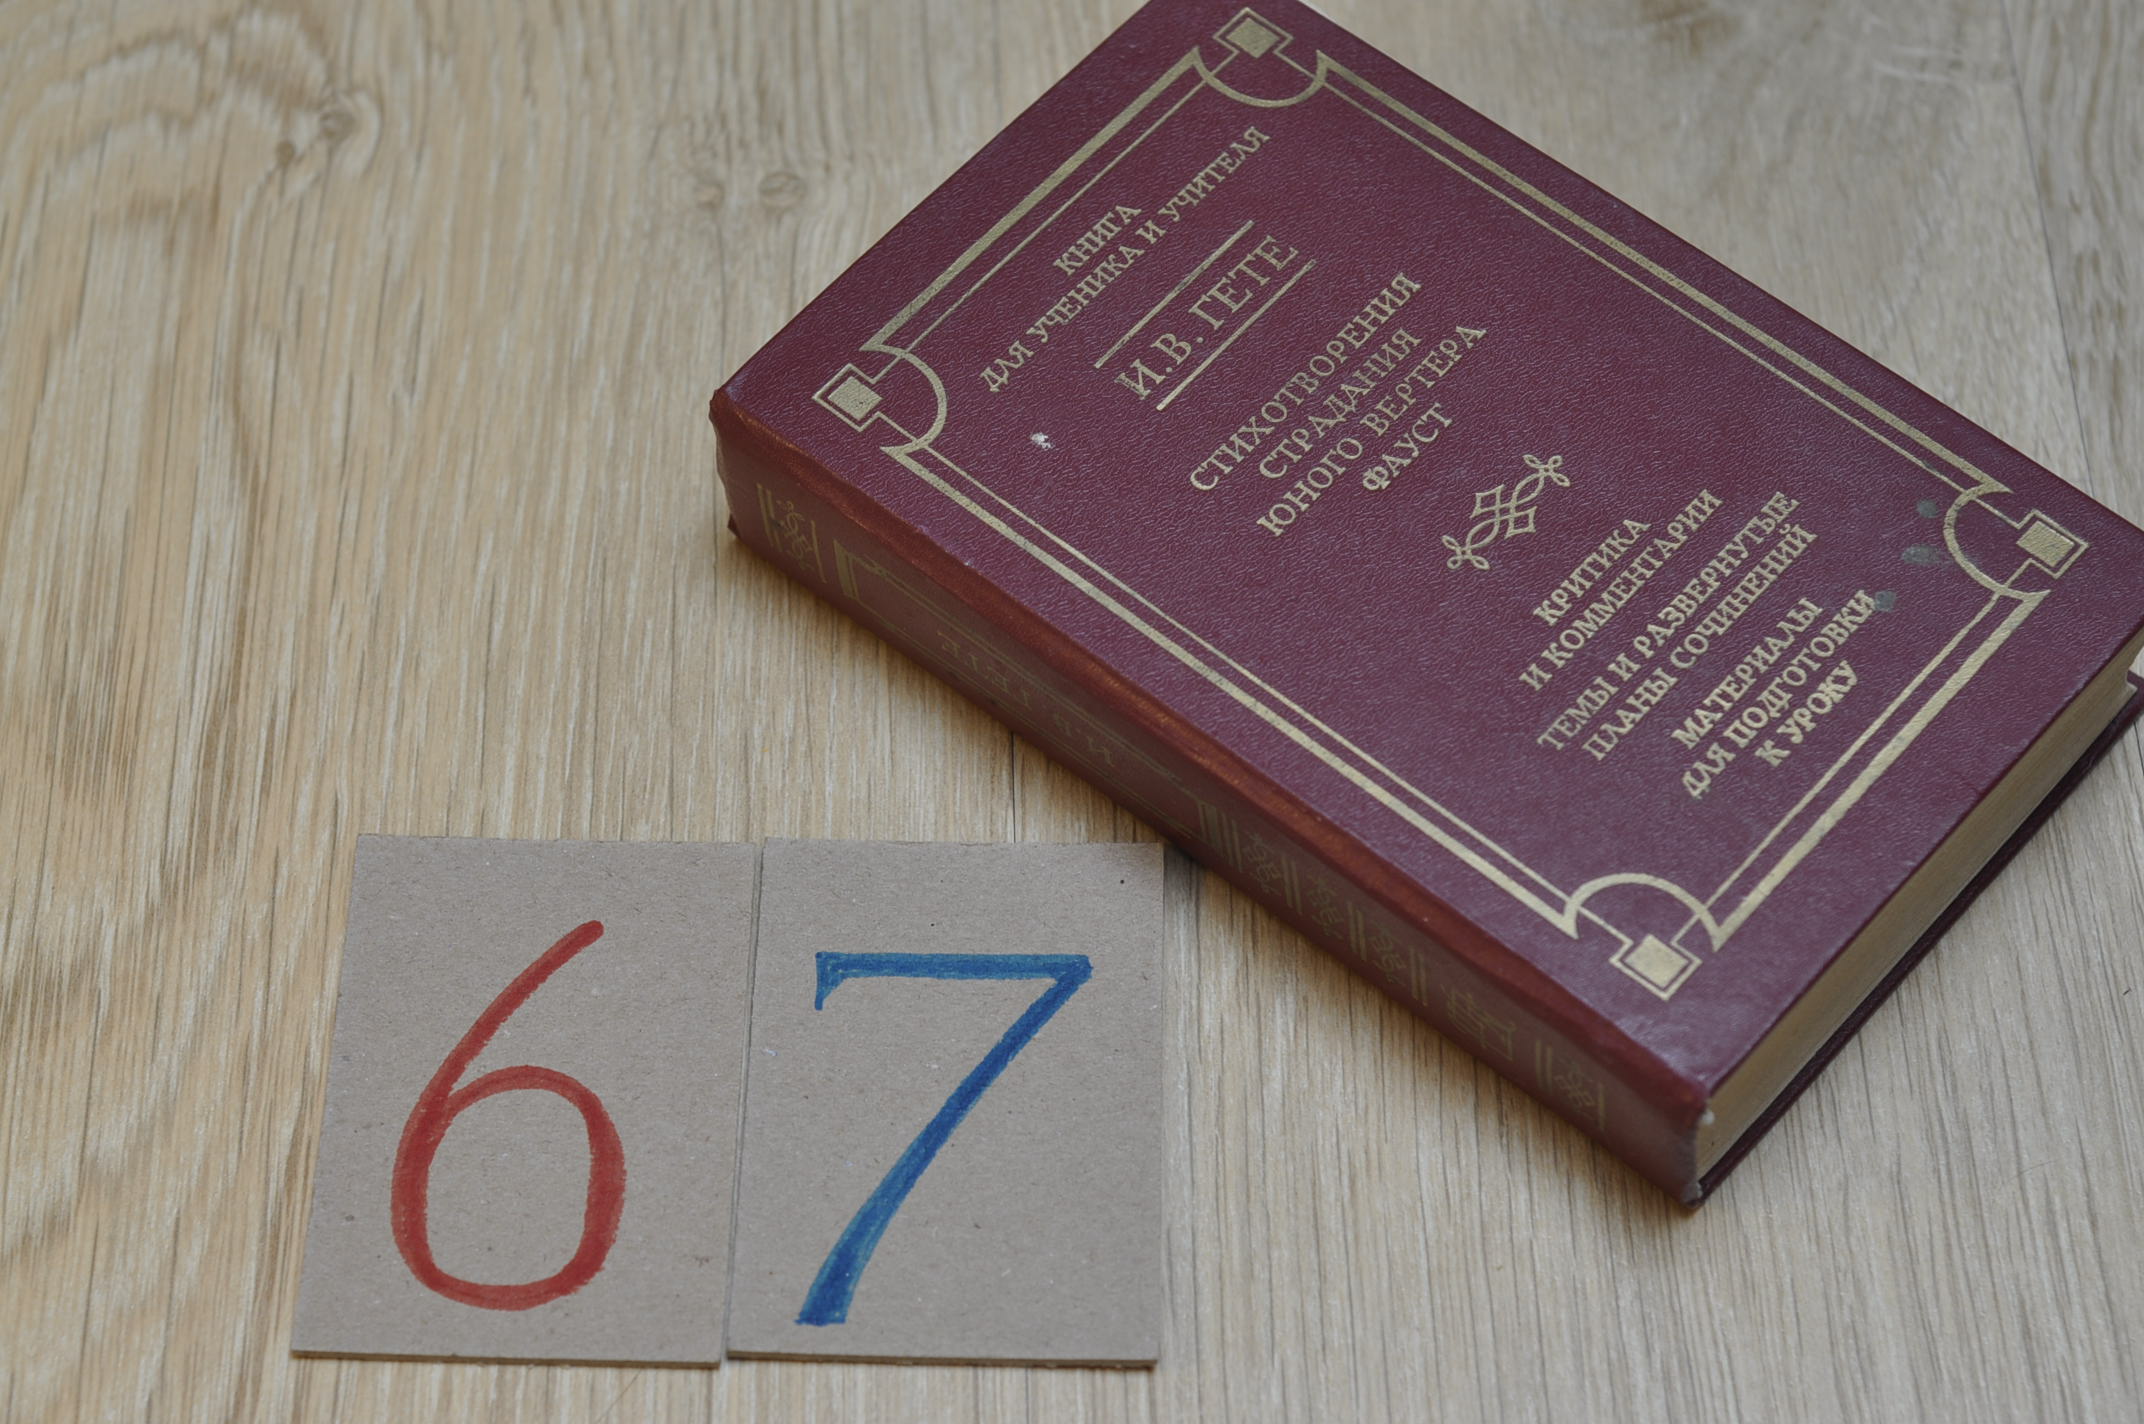 КНИГА
ДЛЯ УЧЕНИКА И УЧИТЕЛЯ
И.В. ГЕТЕ
СТИХОТВОРЕНИЯ
СТРАДАНИЯ
ЮНОГО ВЕРТЕРА
ФАУСТ
КРИТИКА
И КОММЕНТАРИИ
ТЕМЫ И РАЗВЕРНУТЫЕ
ПЛАНЫ СОЧИНЕНИЙ
МАТЕРИАЛЫ
ДЛЯ ПОДГОТОВКИ
К УРОКУ
И.В. ГЕТЕ
6 7